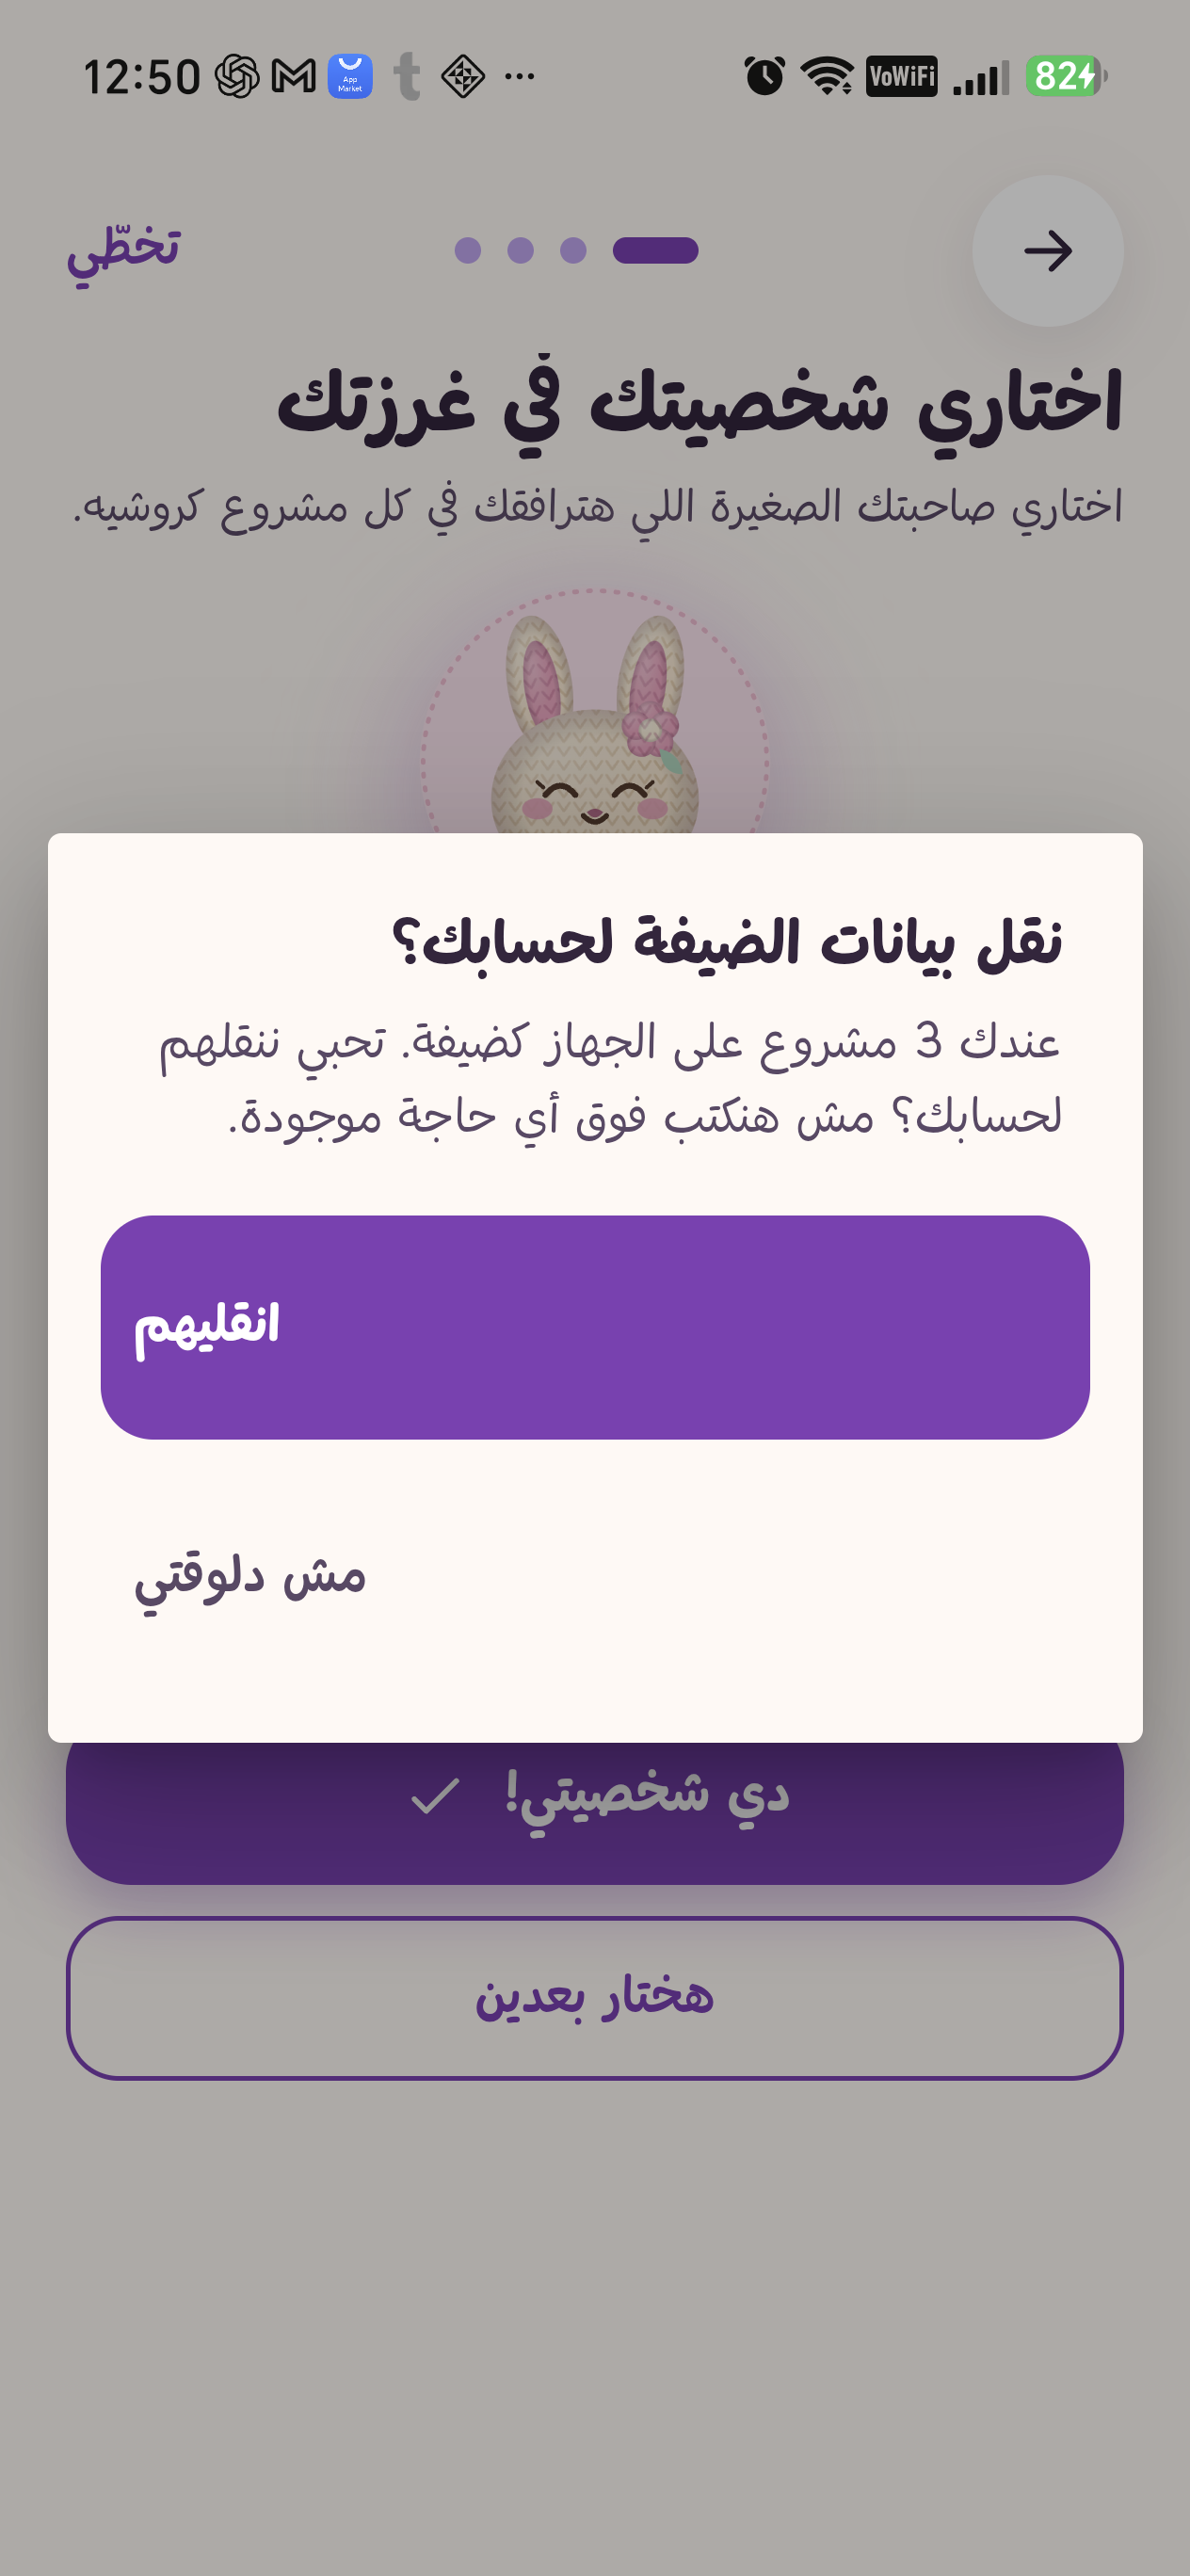 12:50
App
Market
VoWiFi
82
تخطّي
اختاري شخصيتك في غرزتك
اختاري صاحبتك الصغيرة اللي هترافقك في كل مشروع كروشيه.
نقل بيانات الضيفة لحسابك؟
عندك 3 مشروع على الجهاز كضيفة. تحبي ننقلهم
لحسابك؟ مش هنكتب فوق أي حاجة موجودة.
انقليهم
مش دلوقتي
دي شخصيتي!
هختار بعدين